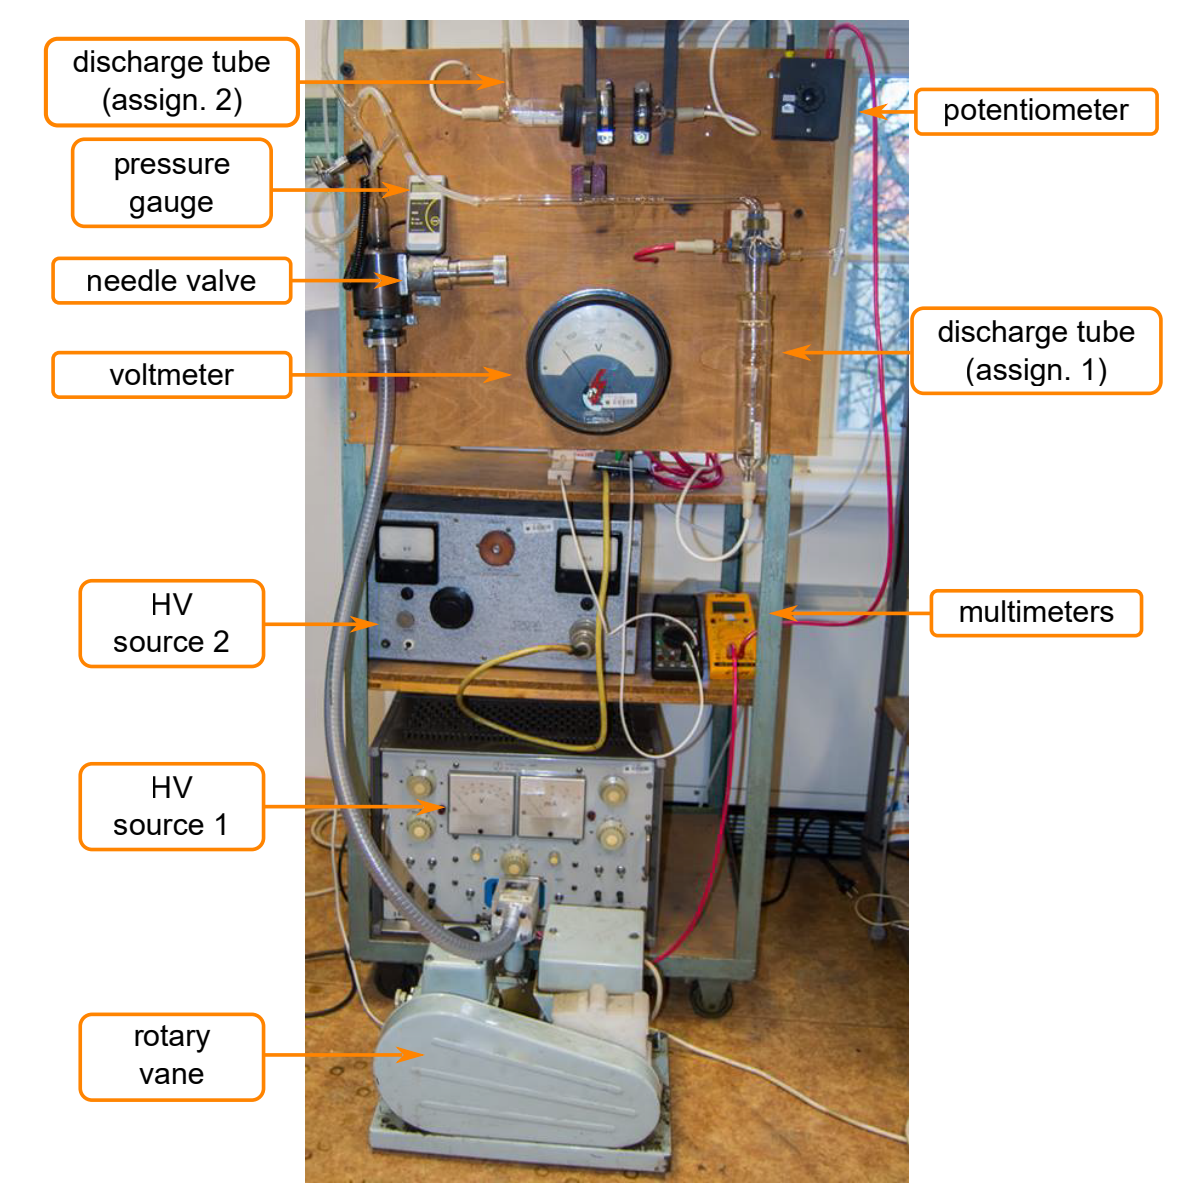 discharge tube
(assign. 2)
pressure
gauge
needle valve
voltmeter
HV
source 2
HV
source 1
rotary
vane
potentiometer
discharge tube
(assign. 1)
multimeters
V